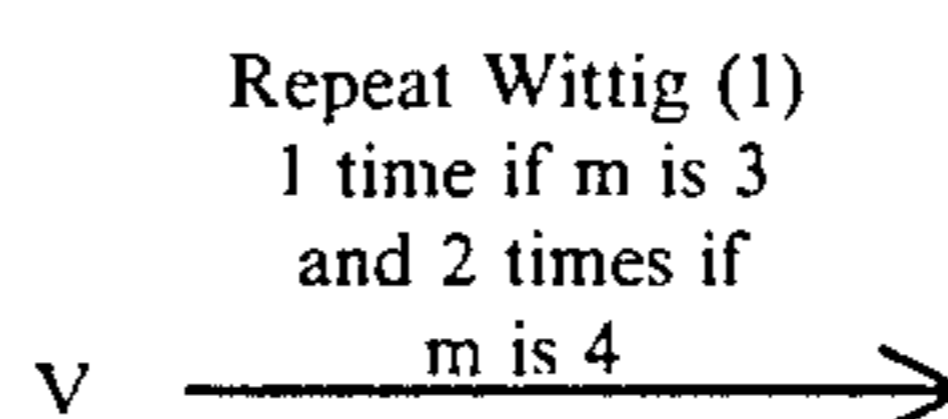 Repeat Wittig (1)
1 time if m is 3
and 2 times if
m is 4
V